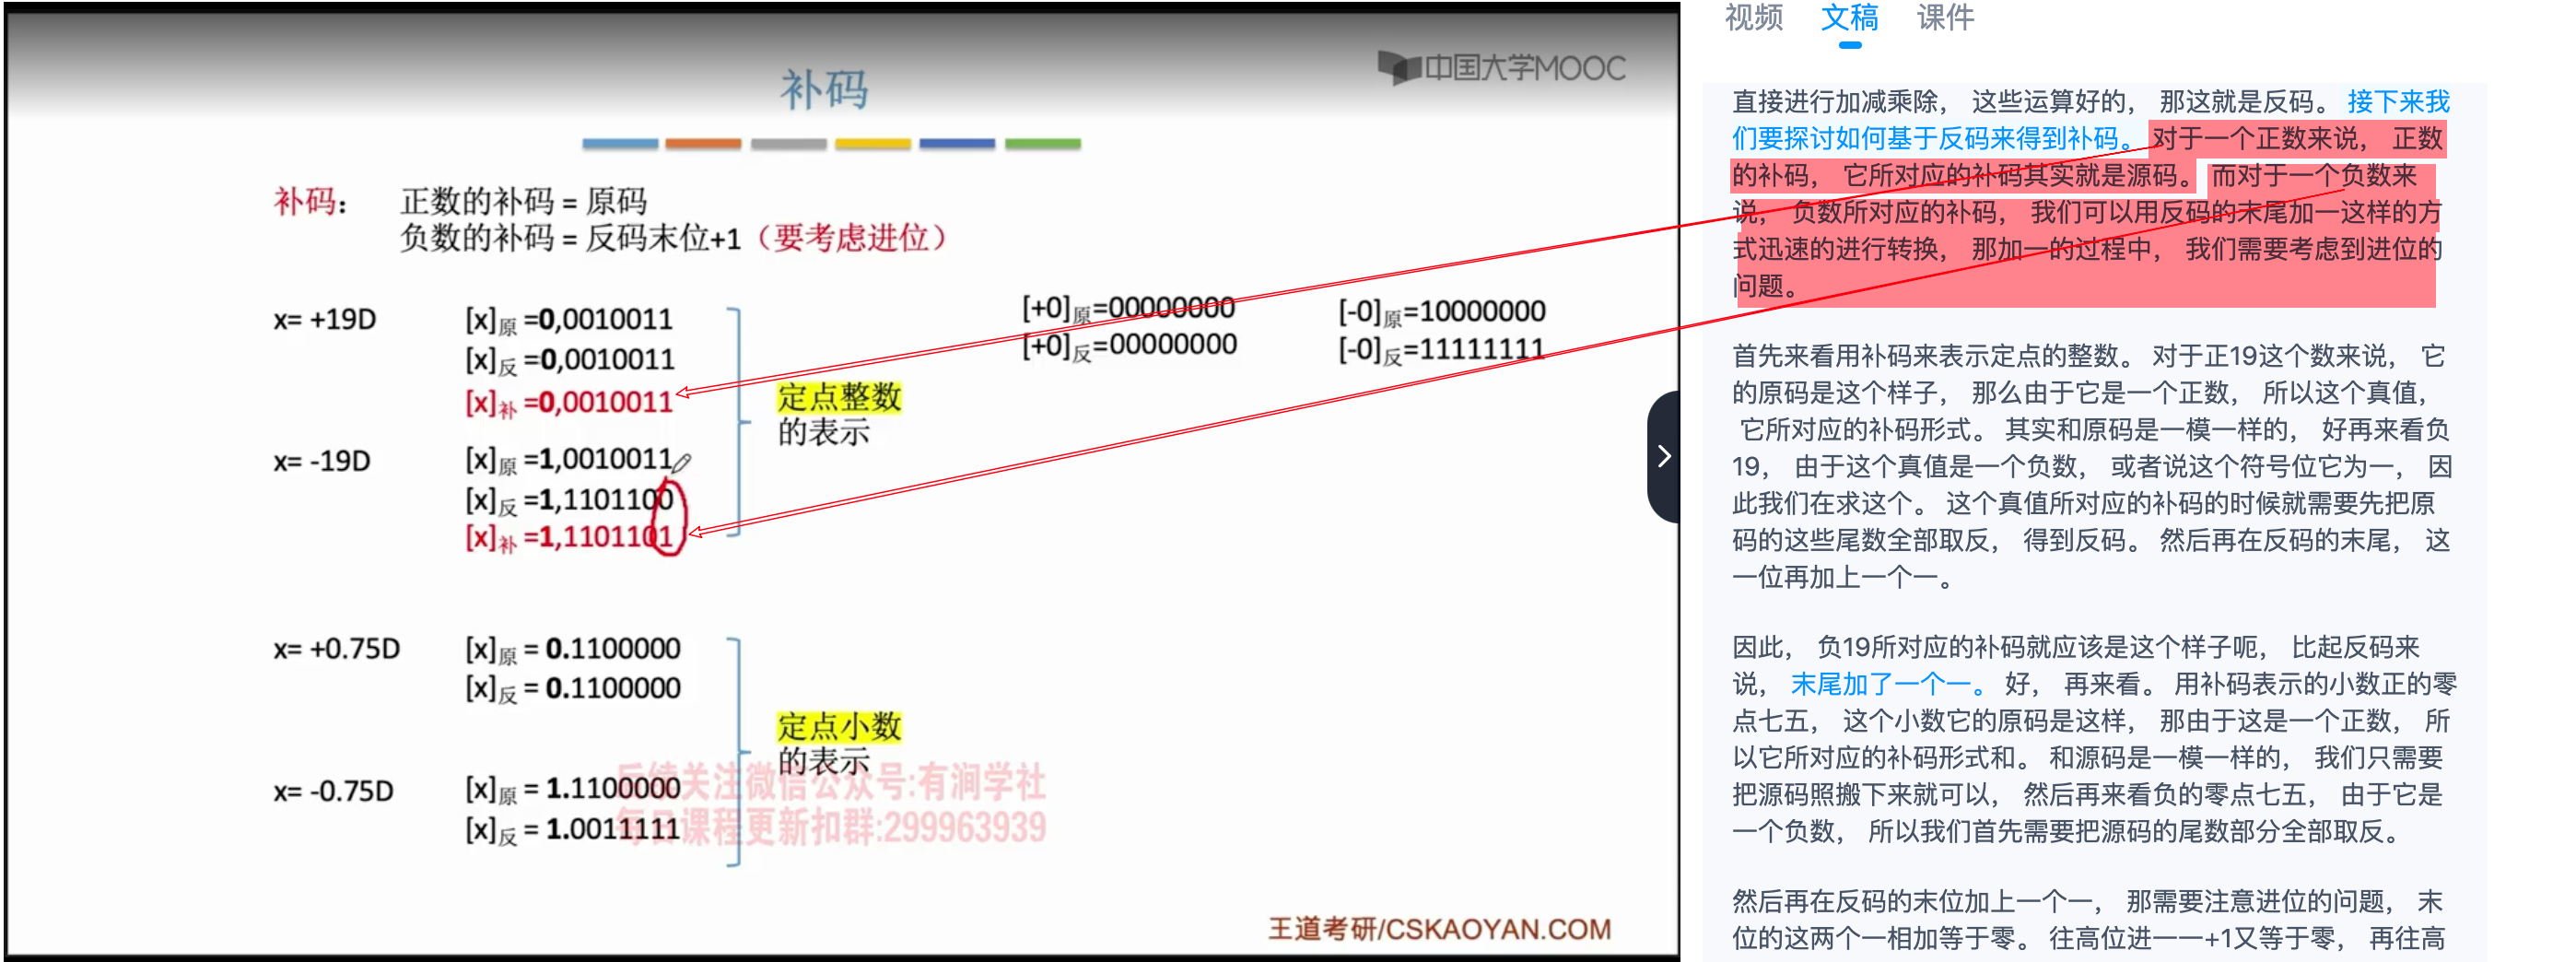 中国大学MOOC
补码
补码： 正数的补码 = 原码
负数的补码 = 反码末位+1（要考虑进位）
x= +19D [x]原 =0,0010011
[x]反 =0,0010011
[x]补 =0,0010011
x= -19D [x]原 =1,0010011
[x]反 =1,1101100
[x]补 =1,1101101
定点整数
的表示
[+0]原=00000000 [-0]原=10000000
[+0]反=00000000 [-0]反=11111111
x= +0.75D [x]原 = 0.1100000
[x]反 = 0.1100000
x= -0.75D [x]原 = 1.1100000
[x]反 = 1.0011111
定点小数
的表示
后续关注微信公众号:有涧学社
每日课程更新扣群:299963939
王道考研/CSKAOYAN.COM
视频 文稿 课件
直接进行加减乘除， 这些运算好的， 那这就是反码。 接下来我
们要探讨如何基于反码来得到补码。 对于一个正数来说， 正数
的补码， 它所对应的补码其实就是源码。 而对于一个负数来
说， 负数所对应的补码， 我们可以用反码的末尾加一这样的方
式迅速的进行转换， 那加一的过程中， 我们需要考虑到进位的
问题。
首先来看用补码来表示定点的整数。 对于正19这个数来说， 它
的原码是这个样子， 那么由于它是一个正数， 所以这个真值，
它所对应的补码形式。 其实和原码是一模一样的， 好再来看负
19， 由于这个真值是一个负数， 或者说这个符号位它为一， 因
此我们在求这个。 这个真值所对应的补码的时候就需要先把原
码的这些尾数全部取反， 得到反码。 然后再在反码的末尾， 这
一位再加上一个一。
因此， 负19所对应的补码就应该是这个样子呃， 比起反码来
说， 末尾加了一个一。 好， 再来看。 用补码表示的小数正的零
点七五， 这个小数它的原码是这样， 那由于这是一个正数， 所
以它所对应的补码形式和。 和源码是一模一样的， 我们只需要
把源码照搬下来就可以， 然后再来看负的零点七五， 由于它是
一个负数， 所以我们首先需要把源码的尾数部分全部取反。
然后再在反码的末位加上一个一， 那需要注意进位的问题， 末
位的这两个一相加等于零。 往高位进一一+1又等于零， 再往高